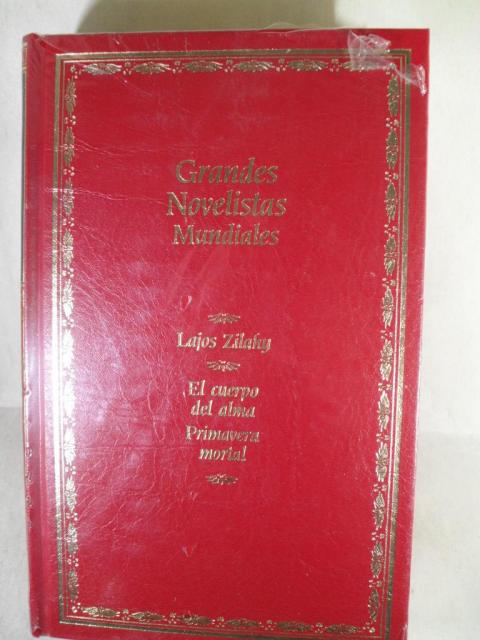 Grandes
Novelistas
Mundiales
Lajos Zilahy
El cuerpo
del alma
Primavera
mortal